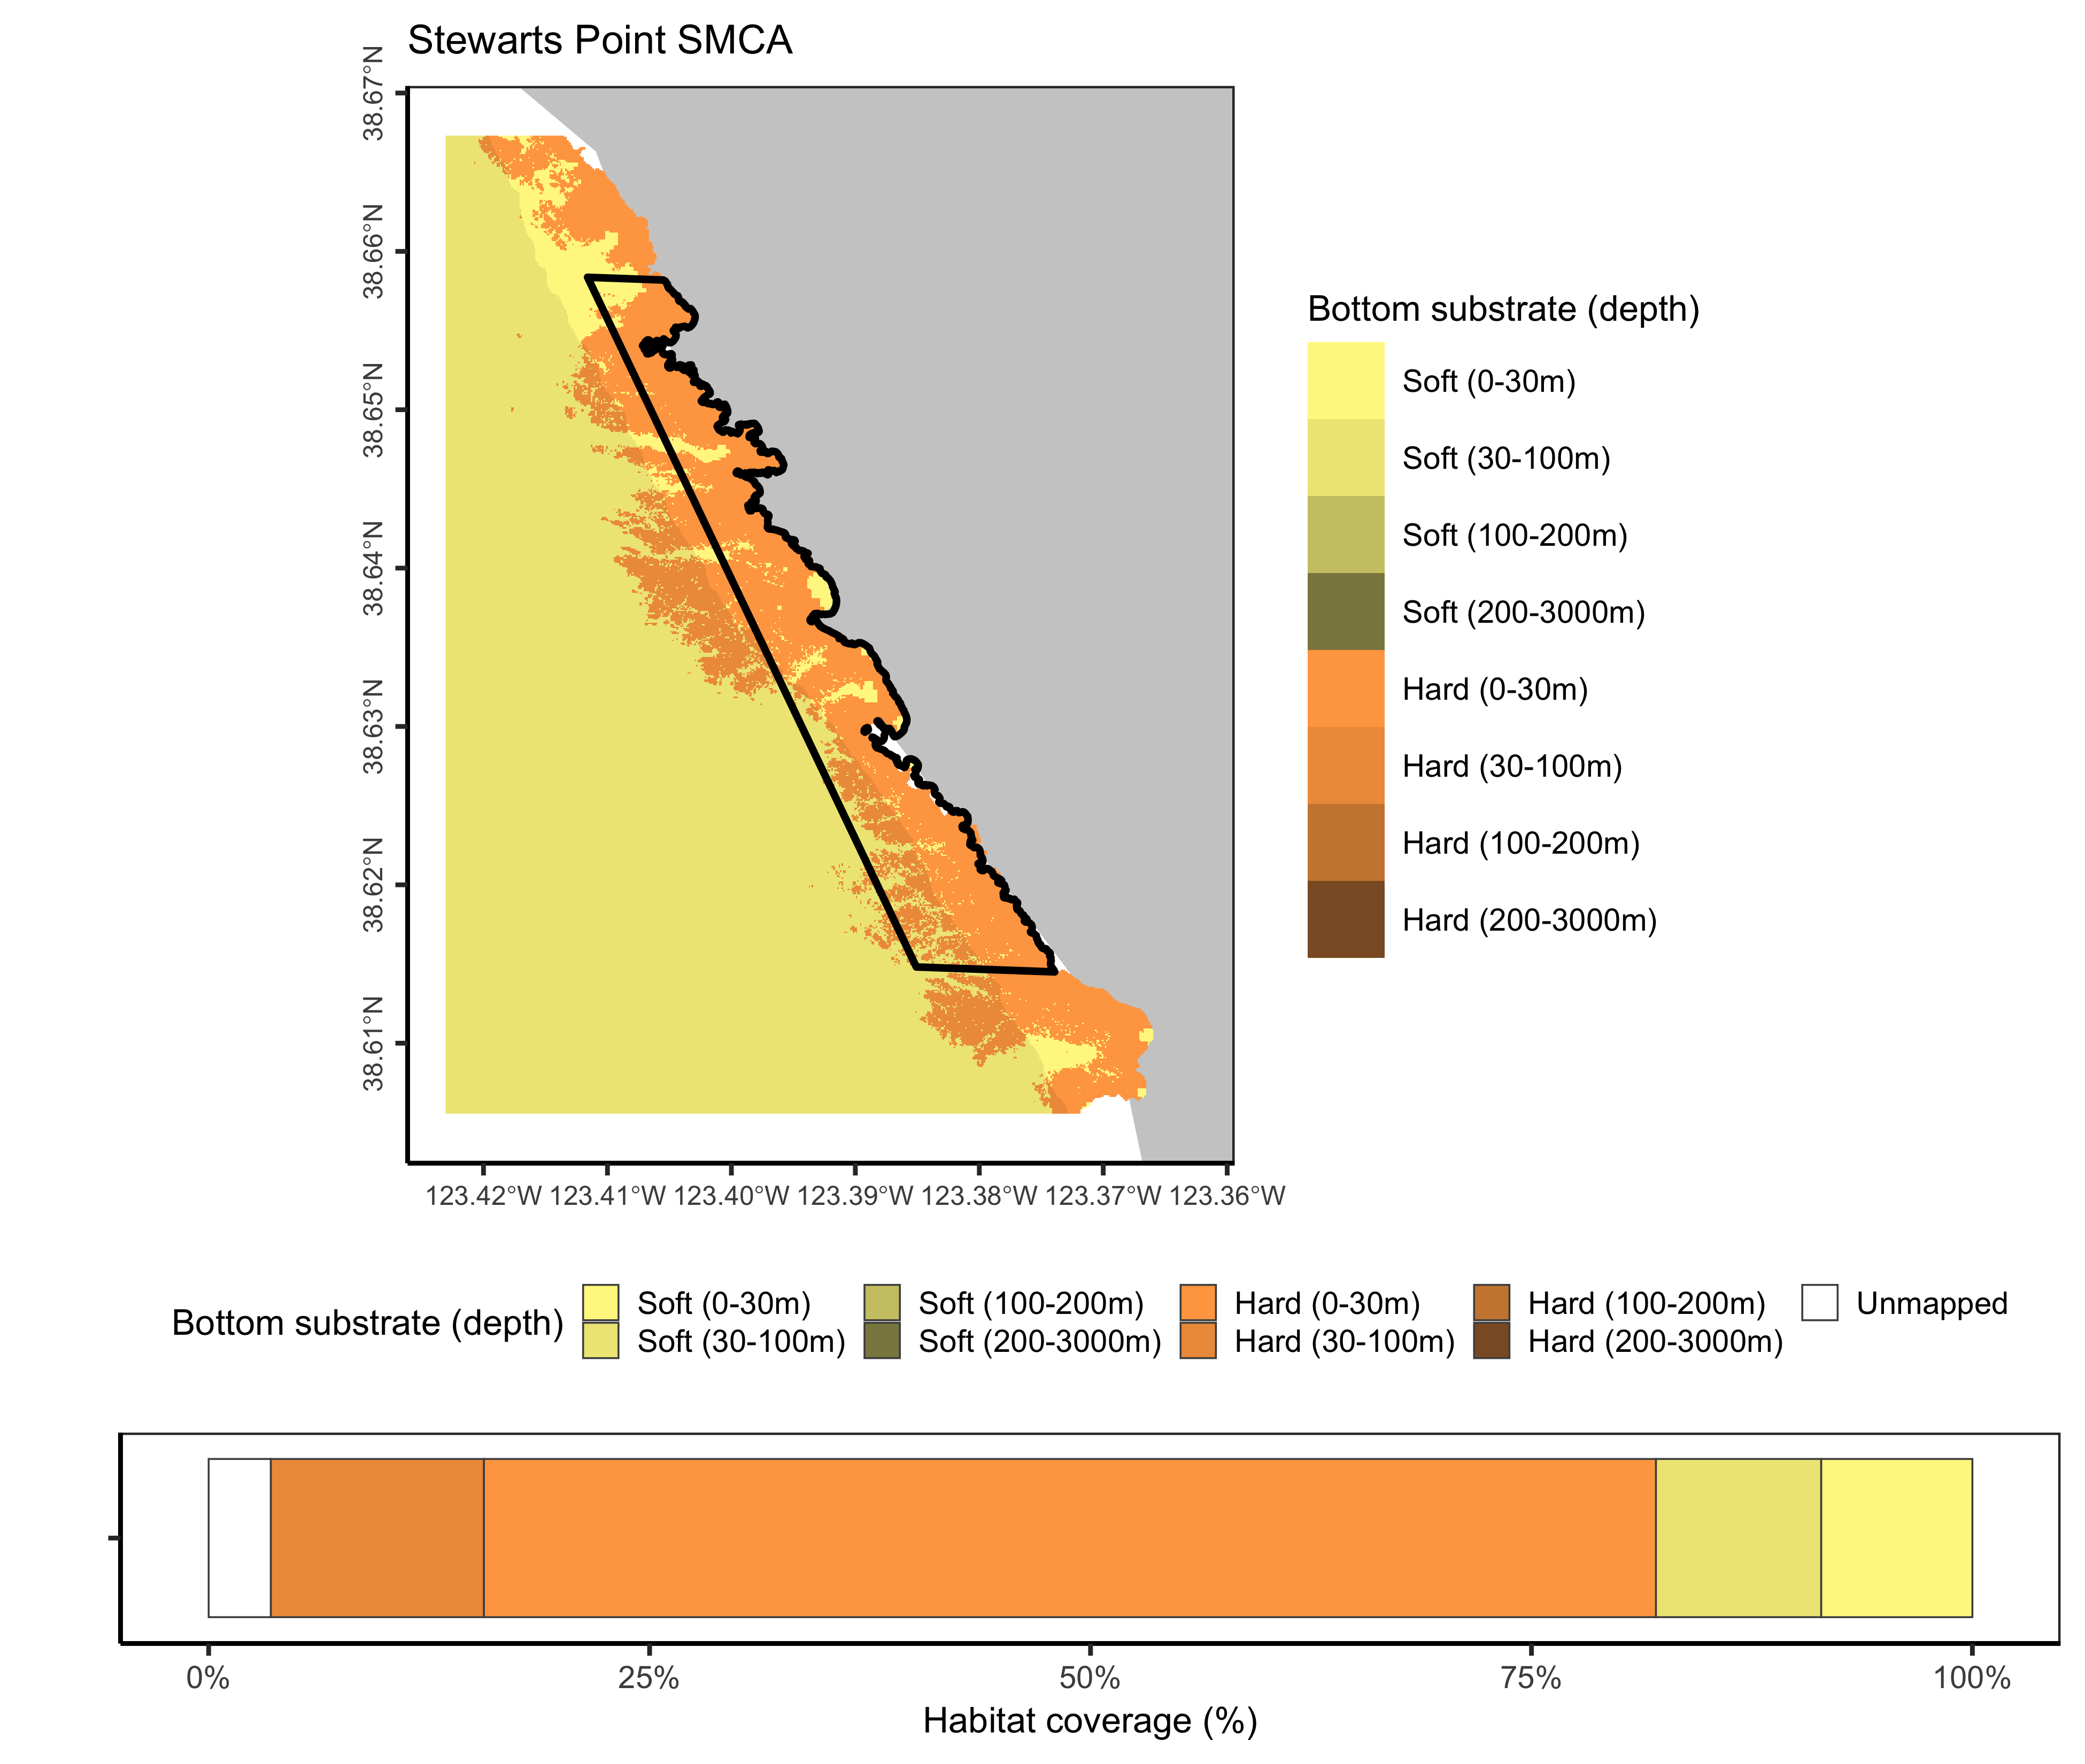 Stewarts Point SMCA
38.67°N
38.66°N
38.65°N
38.64°N
38.63°N
38.62°N
38.61°N
123.42°W 123.41°W 123.40°W 123.39°W 123.38°W 123.37°W 123.36°W
Bottom substrate (depth)
Soft (0-30m)
Soft (30-100m)
Soft (100-200m)
Soft (200-3000m)
Hard (0-30m)
Hard (30-100m)
Hard (100-200m)
Hard (200-3000m)
Bottom substrate (depth)
Soft (0-30m) Soft (100-200m) Hard (0-30m) Hard (100-200m) Unmapped
Soft (30-100m) Soft (200-3000m) Hard (30-100m) Hard (200-3000m)
0% 25% 50% 75% 100%
Habitat coverage (%)